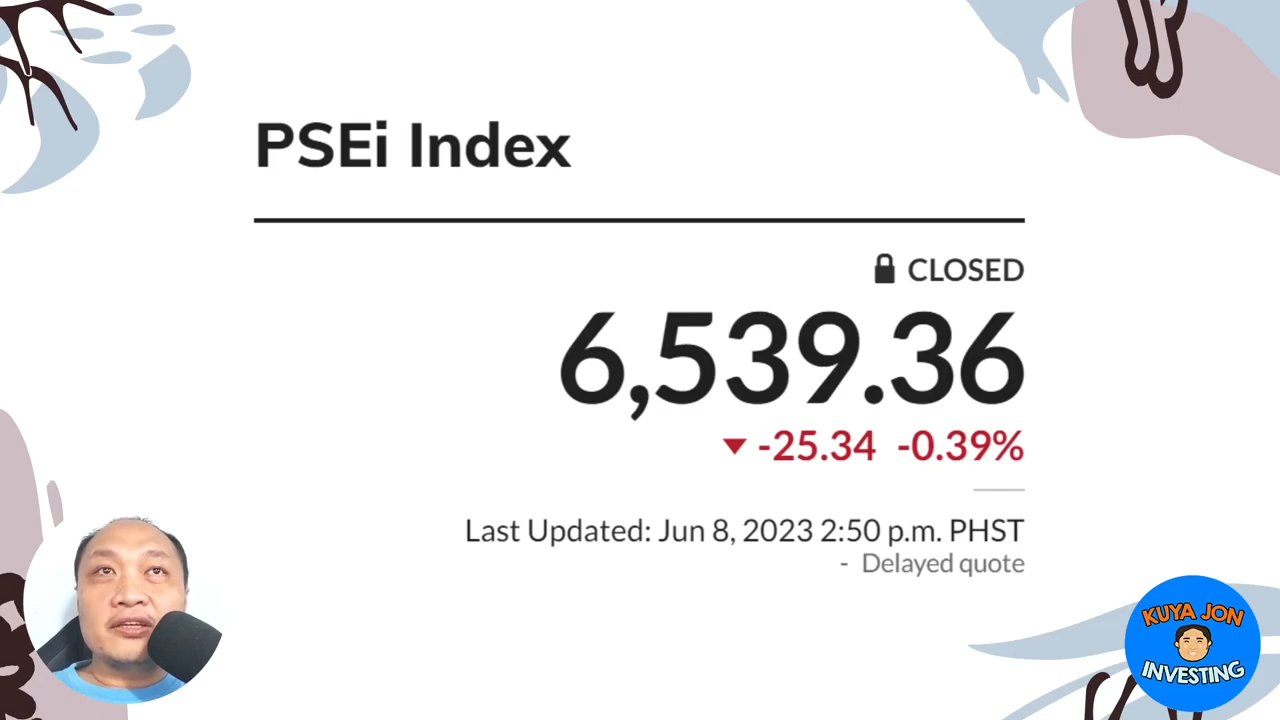 PSEi Index
CLOSED
6,539.36
-25.34 -0.39%
Last Updated: Jun 8, 2023 2:50 p.m. PHST
- Delayed quote
KUYA JON
INVESTING